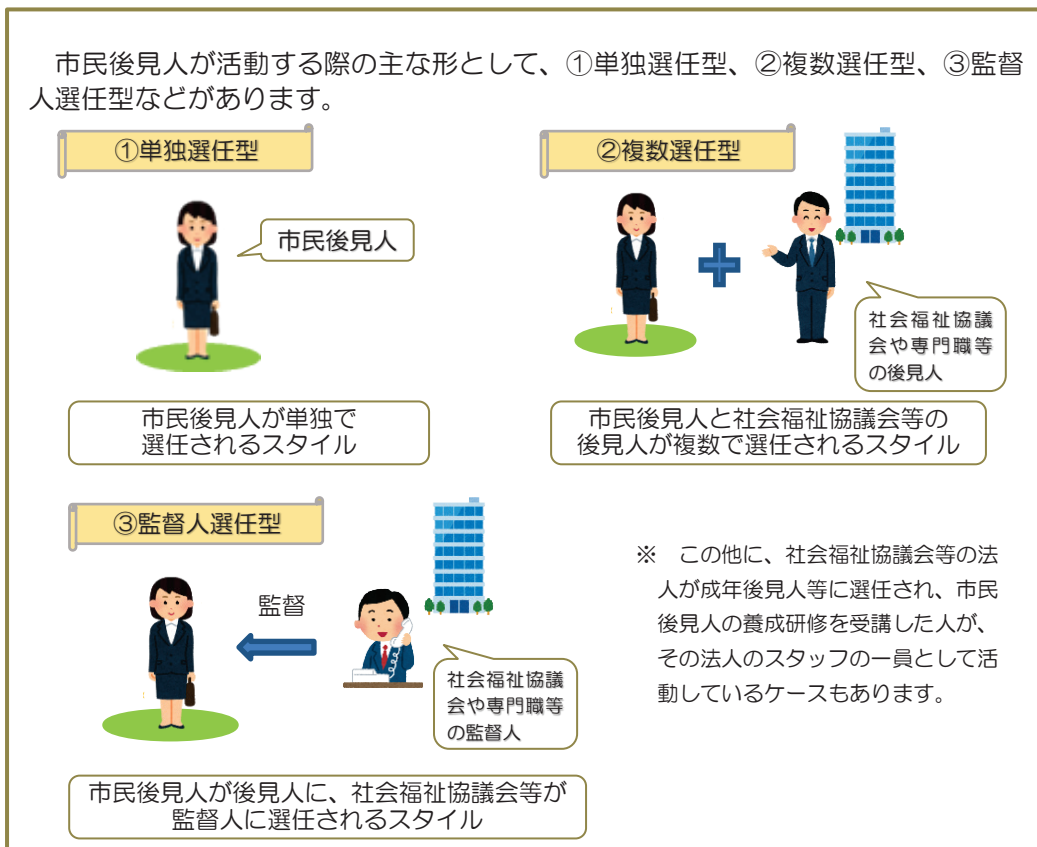 市民後見人が活動する際の主な形として、①単独選任型、②複数選任型、③監督
人選任型などがあります。
①単独選任型
市民後見人
市民後見人が単独で
選任されるスタイル
②複数選任型
社会福祉協議
会や専門職等
の後見人
市民後見人と社会福祉協議会等の
後見人が複数で選任されるスタイル
③監督人選任型
監督
社会福祉協議
会や専門職等
の監督人
市民後見人が後見人に、社会福祉協議会等が
監督人に選任されるスタイル
※　この他に、社会福祉協議会等の法
人が成年後見人等に選任され、市民
後見人の養成研修を受講した人が、
その法人のスタッフの一員として活
動しているケースもあります。